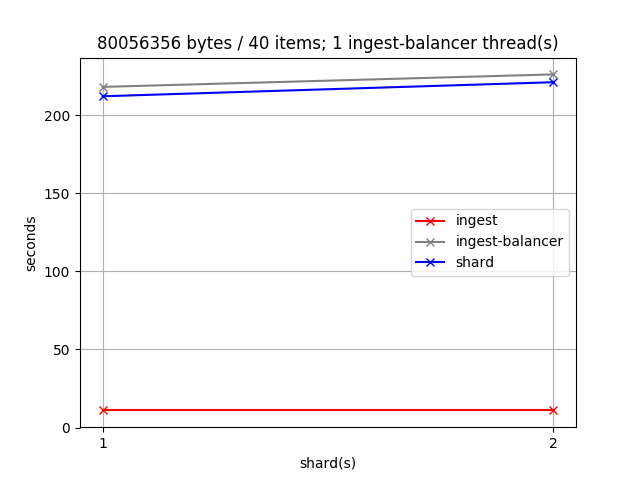 80056356 bytes / 40 items; 1 ingest-balancer thread(s)
200
150
100
50
0
seconds
ingest
ingest-balancer
shard
1
2
shard(s)